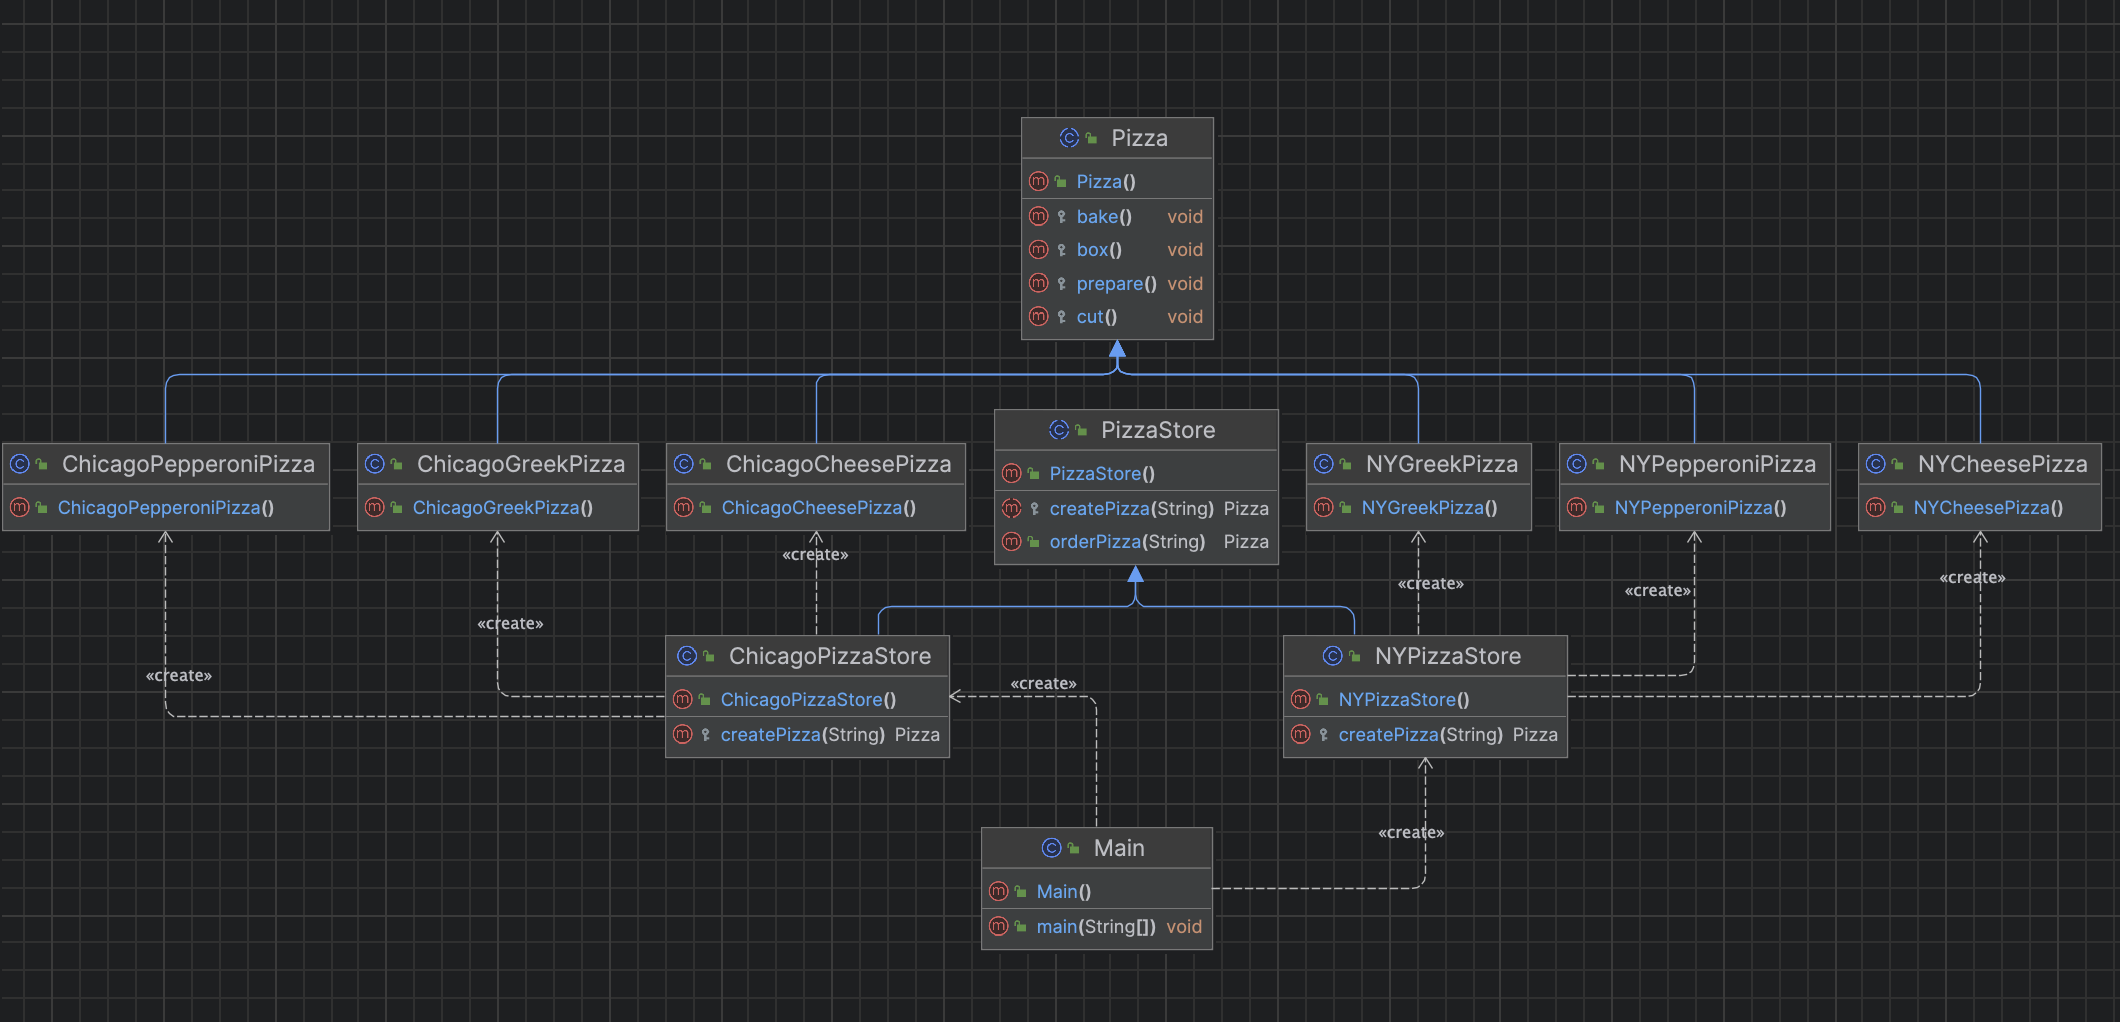 Pizza
Pizza()
bake() void
box() void
prepare() void
cut() void
ChicagoPepperoniPizza
ChicagoPepperoniPizza()
ChicagoGreekPizza
ChicagoGreekPizza()
ChicagoCheesePizza
ChicagoCheesePizza()
PizzaStore
PizzaStore()
createPizza(String) Pizza
orderPizza(String) Pizza
NYGreekPizza
NYGreekPizza()
NYPepperoniPizza
NYPepperoniPizza()
NYCheesePizza
NYCheesePizza()
«create»
«create»
«create»
«create»
«create»
«create»
ChicagoPizzaStore
ChicagoPizzaStore()
createPizza(String) Pizza
«create»
NYPizzaStore
NYPizzaStore()
createPizza(String) Pizza
«create»
Main
Main()
main(String[]) void